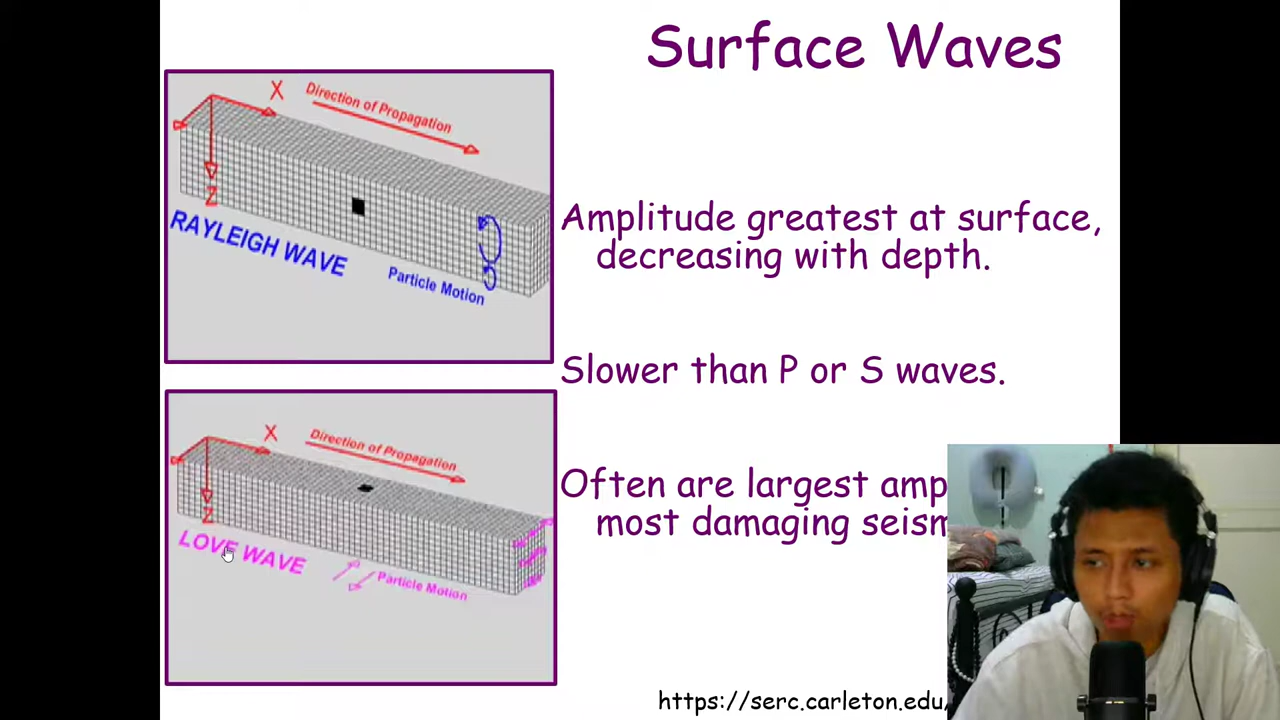 Surface Waves
X
Direction of Propagation
Z
RAYLEIGH WAVE
Particle Motion
Amplitude greatest at surface,
decreasing with depth.
Slower than P or S waves.
X
Direction of Propagation
Z
LOVE WAVE
Particle Motion
Often are largest amp
most damaging seism
https://serc.carleton.edu/